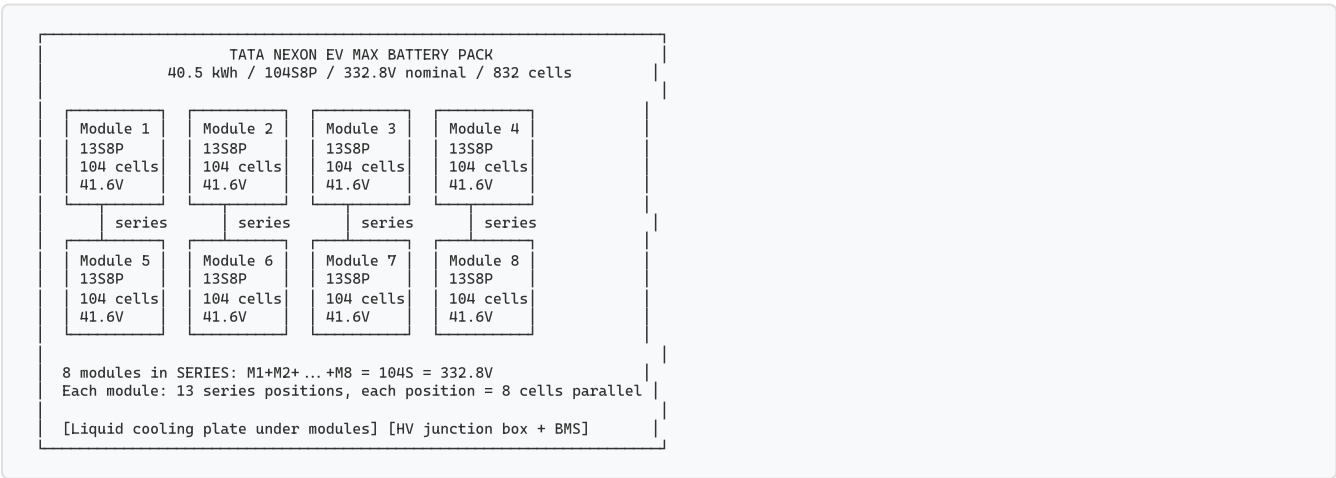 TATA NEXON EV MAX BATTERY PACK
40.5 kWh / 104S8P / 332.8V nominal / 832 cells
Module 1 Module 2 Module 3 Module 4
13S8P 13S8P 13S8P 13S8P
104 cells 104 cells 104 cells 104 cells
41.6V 41.6V 41.6V 41.6V
series series series series
Module 5 Module 6 Module 7 Module 8
13S8P 13S8P 13S8P 13S8P
104 cells 104 cells 104 cells 104 cells
41.6V 41.6V 41.6V 41.6V
8 modules in SERIES: M1+M2+...+M8 = 104S = 332.8V
Each module: 13 series positions, each position = 8 cells parallel
[Liquid cooling plate under modules] [HV junction box + BMS]